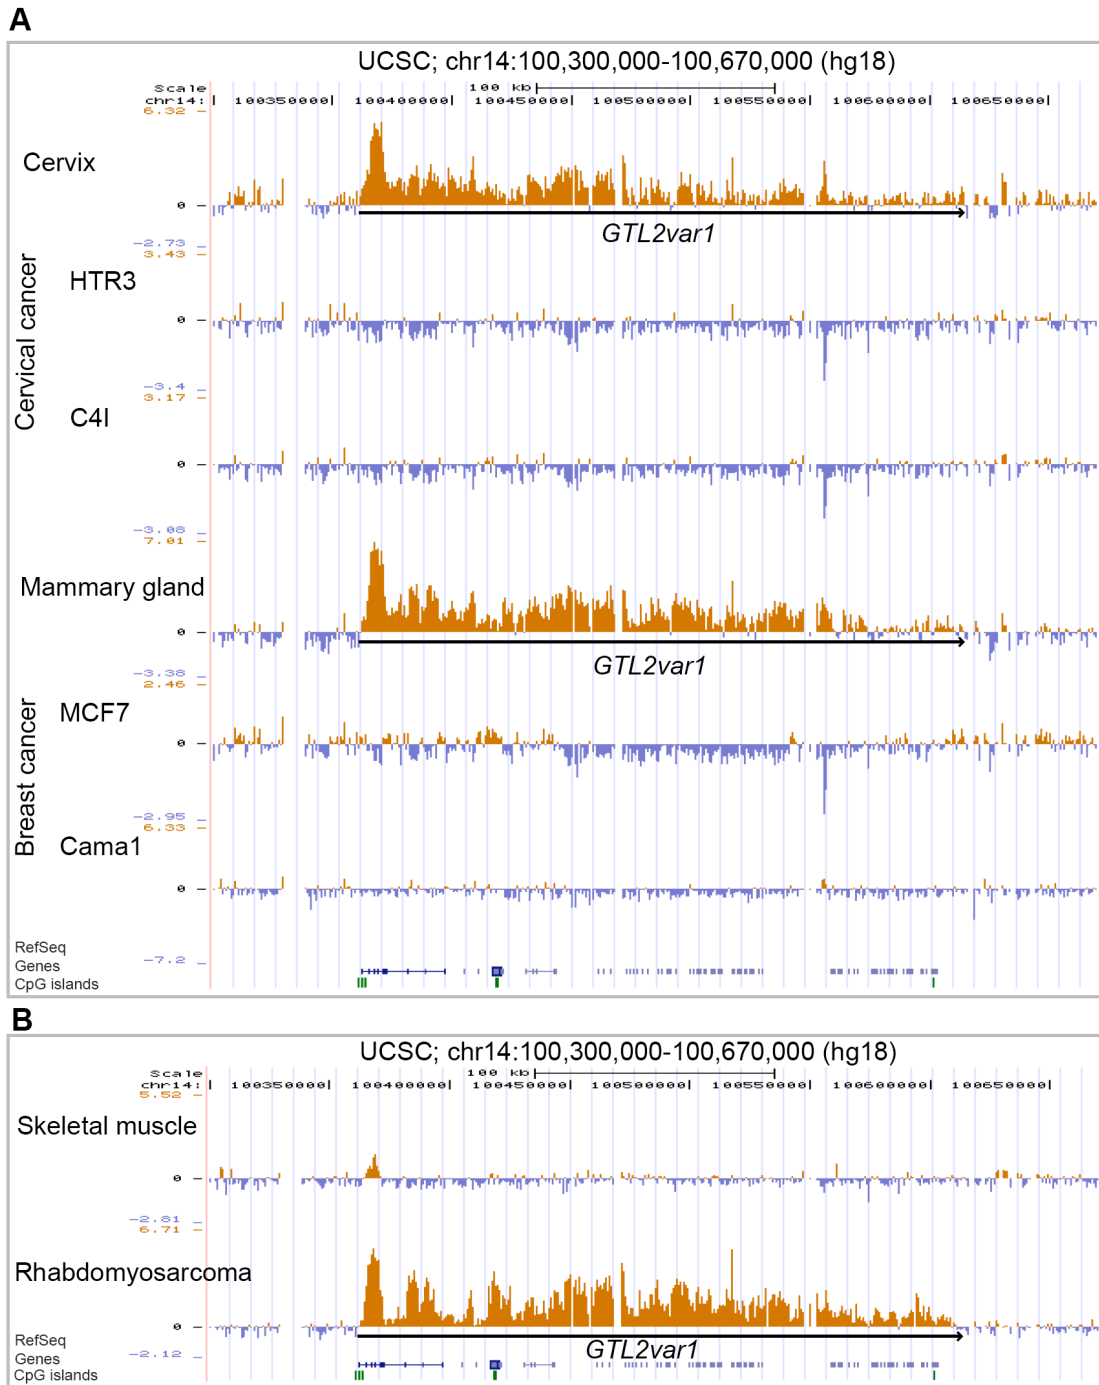 A
UCSC; chr14:100,300,000-100,670,000 (hg18)
Scale 100 kb
chr14: 100350000 100400000 100450000 100500000 100550000 100600000 100650000
6.32
Cervix
0
GTL2var1
-2.73
3.43
Cervical cancer
HTR3
0
-3.4
3.17
C4I
0
-3.08
7.01
Mammary gland
0
GTL2var1
-3.38
2.46
Breast cancer
MCF7
0
-2.95
6.33
Cama1
0
RefSeq
-7.2
Genes
CpG islands
B
UCSC; chr14:100,300,000-100,670,000 (hg18)
Scale 100 kb
chr14: 100350000 100400000 100450000 100500000 100550000 100600000 100650000
5.52
Skeletal muscle
0
-2.81
6.71
Rhabdomyosarcoma
0
RefSeq
GTL2var1
-2.12
Genes
CpG islands